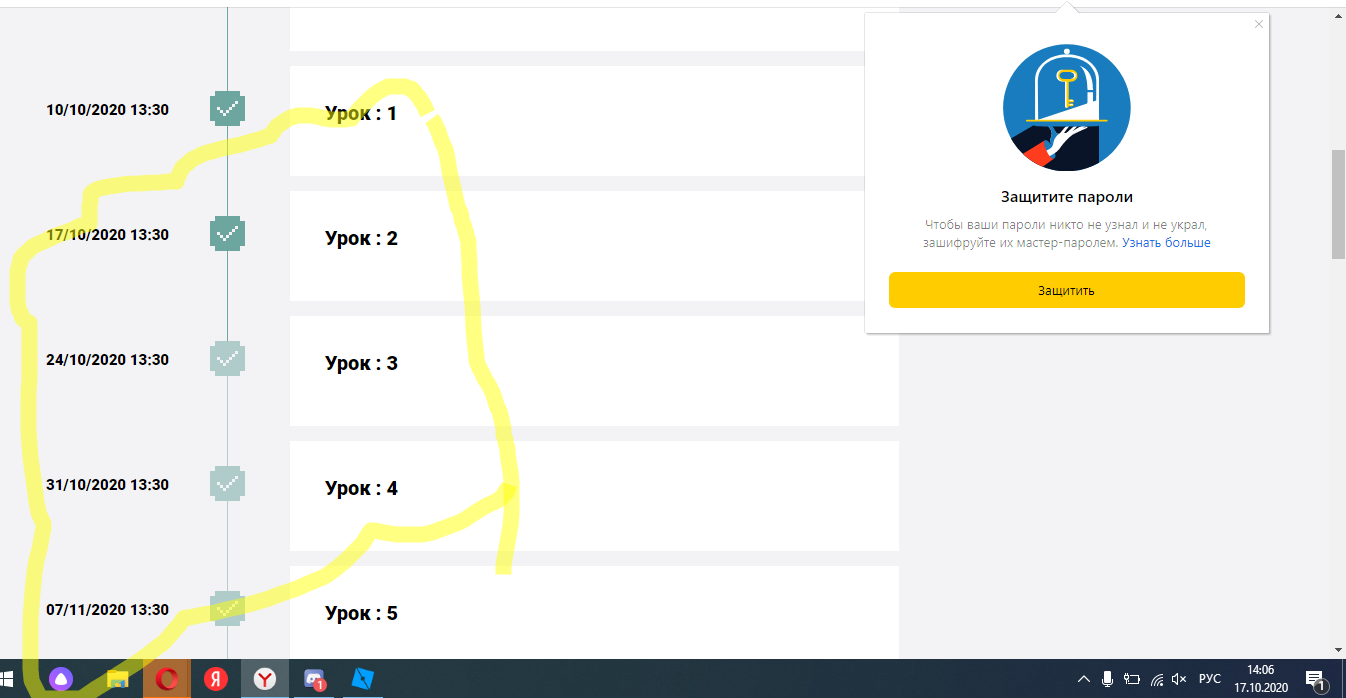 10/10/2020 13:30
Урок : 1
17/10/2020 13:30
Урок : 2
24/10/2020 13:30
Урок : 3
31/10/2020 13:30
Урок : 4
07/11/2020 13:30
Урок : 5
Защитите пароли
Чтобы ваши пароли никто не узнал и не украл,
зашифруйте их мастер-паролем. Узнать больше
Защитить
Я
1
РУС
14:06
17.10.2020
1